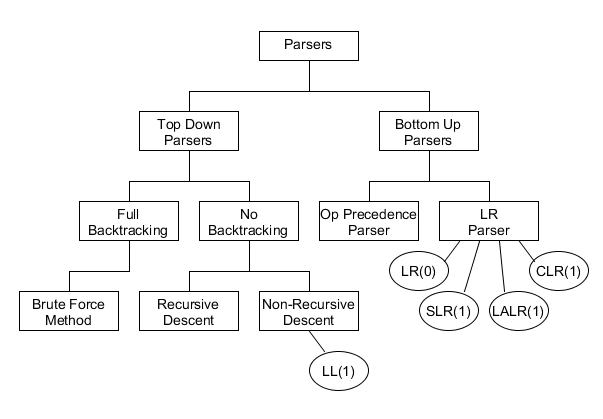 Parsers
Top Down
Parsers
Bottom Up
Parsers
Full
Backtracking
No
Backtracking
Op Precedence
Parser
LR
Parser
LR(0)
CLR(1)
SLR(1)
LALR(1)
Brute Force
Method
Recursive
Descent
Non-Recursive
Descent
LL(1)